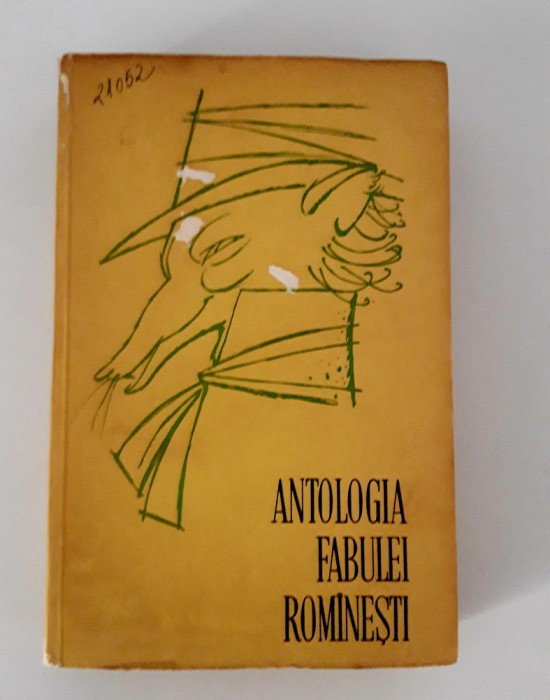 21052
ANTOLOGIA
FABULEI
ROMÎNEȘTI